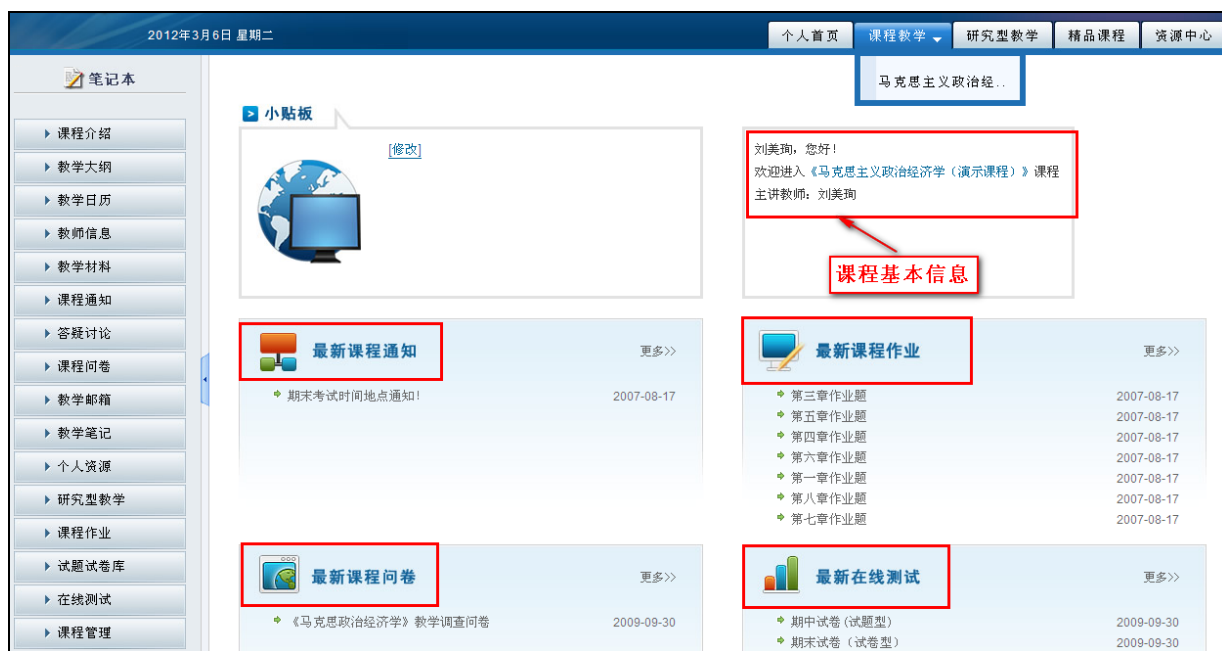 2012年3月6日 星期二
个人首页
课程教学
研究型教学
精品课程
资源中心
马克思主义政治经..
笔记本
课程介绍
教学大纲
教学日历
教师信息
教学材料
课程通知
答疑讨论
课程问卷
教学邮箱
教学笔记
个人资源
研究型教学
课程作业
试题试卷库
在线测试
课程管理
小贴板
[修改]
刘美珣，您好！
欢迎进入《马克思主义政治经济学（演示课程）》课程
主讲教师：刘美珣
课程基本信息
最新课程通知
更多>>
期末考试时间地点通知！ 2007-08-17
最新课程作业
更多>>
第三章作业题 2007-08-17
第五章作业题 2007-08-17
第四章作业题 2007-08-17
第六章作业题 2007-08-17
第一章作业题 2007-08-17
第八章作业题 2007-08-17
第七章作业题 2007-08-17
最新课程问卷
更多>>
《马克思政治经济学》教学调查问卷 2009-09-30
最新在线测试
更多>>
期中试卷(试题型) 2009-09-30
期末试卷（试卷型） 2009-09-30